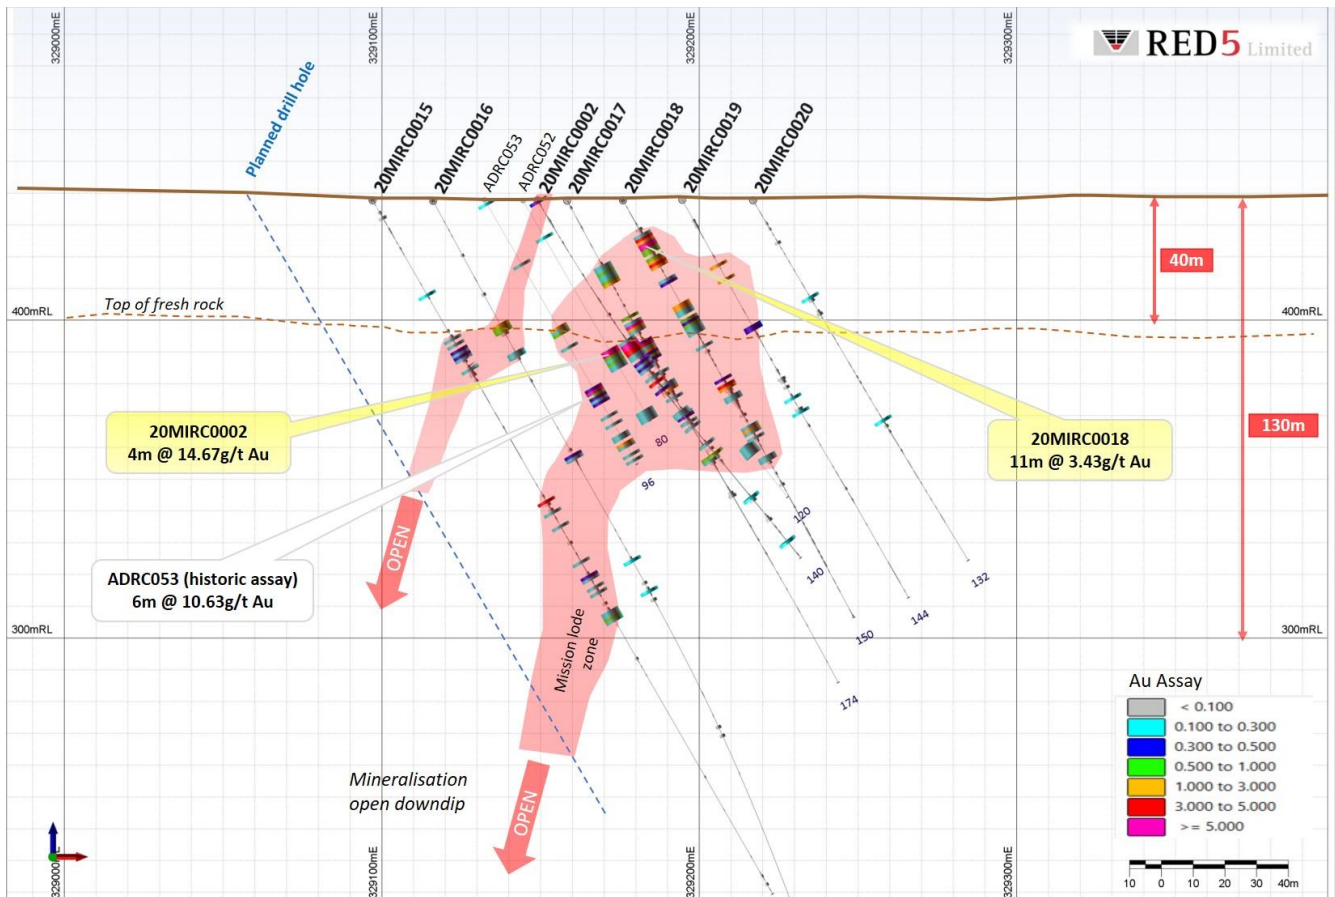 329000mE
329100mE
329200mE
329300mE
RED5 Limited
Planned drill hole
20MIRC0015
20MIRC0016
ADRC053
ADRC052
20MIRC0002
20MIRC0017
20MIRC0018
20MIRC0019
20MIRC0020
40m
Top of fresh rock
400mRL
400mRL
20MIRC0002
4m @ 14.67g/t Au
20MIRC0018
11m @ 3.43g/t Au
130m
80
96
120
140
132
144
150
174
OPEN
ADRC053 (historic assay)
6m @ 10.63g/t Au
300mRL
300mRL
Mission lode
zone
Mineralisation
open downdip
OPEN
Au Assay
< 0.100
0.100 to 0.300
0.300 to 0.500
0.500 to 1.000
1.000 to 3.000
3.000 to 5.000
>= 5.000
10 0 10 20 30 40m
329000mE
329100mE
329200mE
329300mE